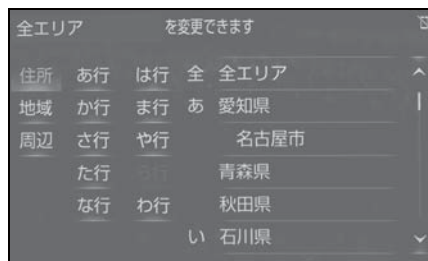 全エリア を変更できます
住所 あ行 は行 全 全エリア
地域 か行 ま行 あ 愛知県
周辺 さ行 や行 名古屋市
た行 ら行 青森県
な行 わ行 秋田県
い 石川県